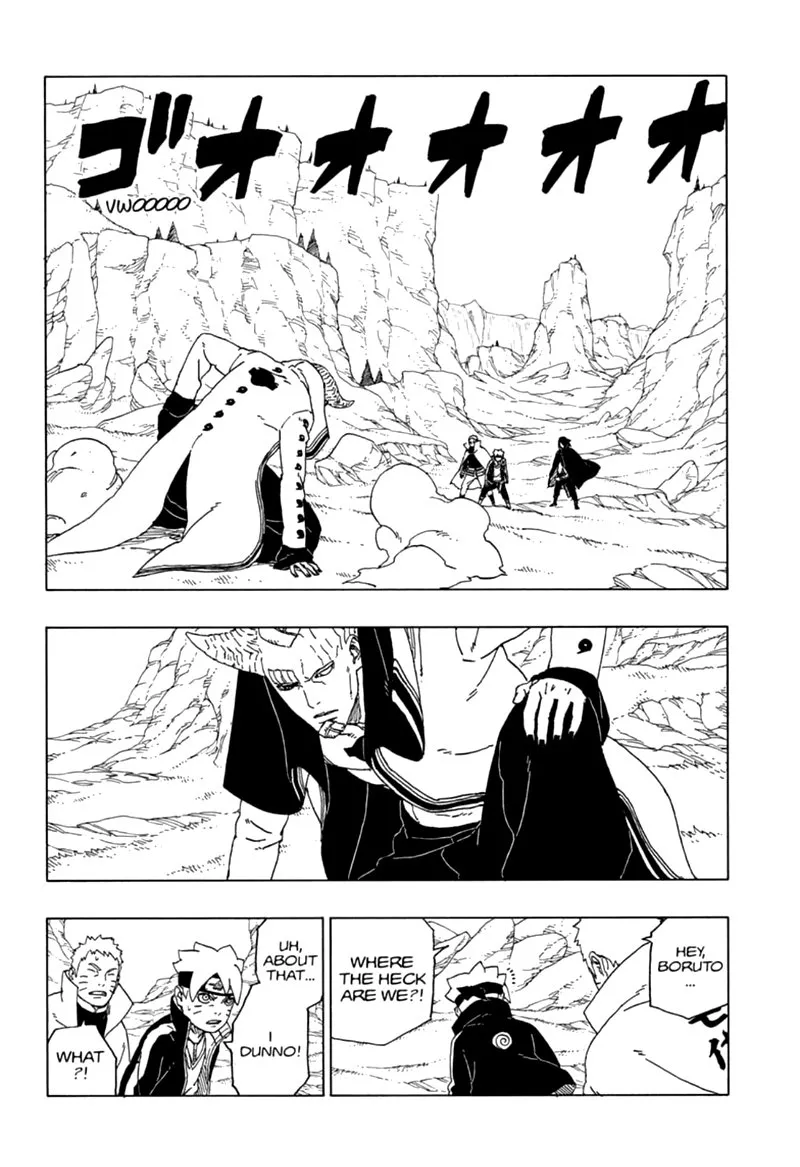 ゴオオオオオ
VWOOOOO
HEY,
BORUTO
...
WHERE
THE HECK
ARE WE?!
UH,
ABOUT
THAT...
I
DUNNO!
WHAT
?!